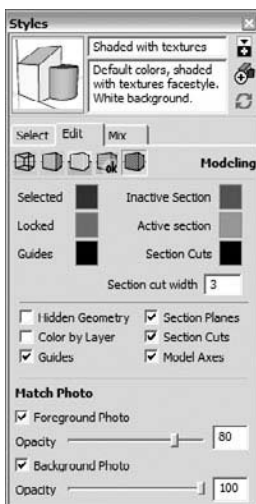 Styles
Shaded with textures
Default colors, shaded
with textures facestyle.
White background.
Select Edit Mix
ok
Modeling
Selected Inactive Section
Locked Active section
Guides Section Cuts
Section cut width 3
Hidden Geometry Section Planes
Color by Layer Section Cuts
Guides Model Axes
Match Photo
Foreground Photo
Opacity 80
Background Photo
Opacity 100